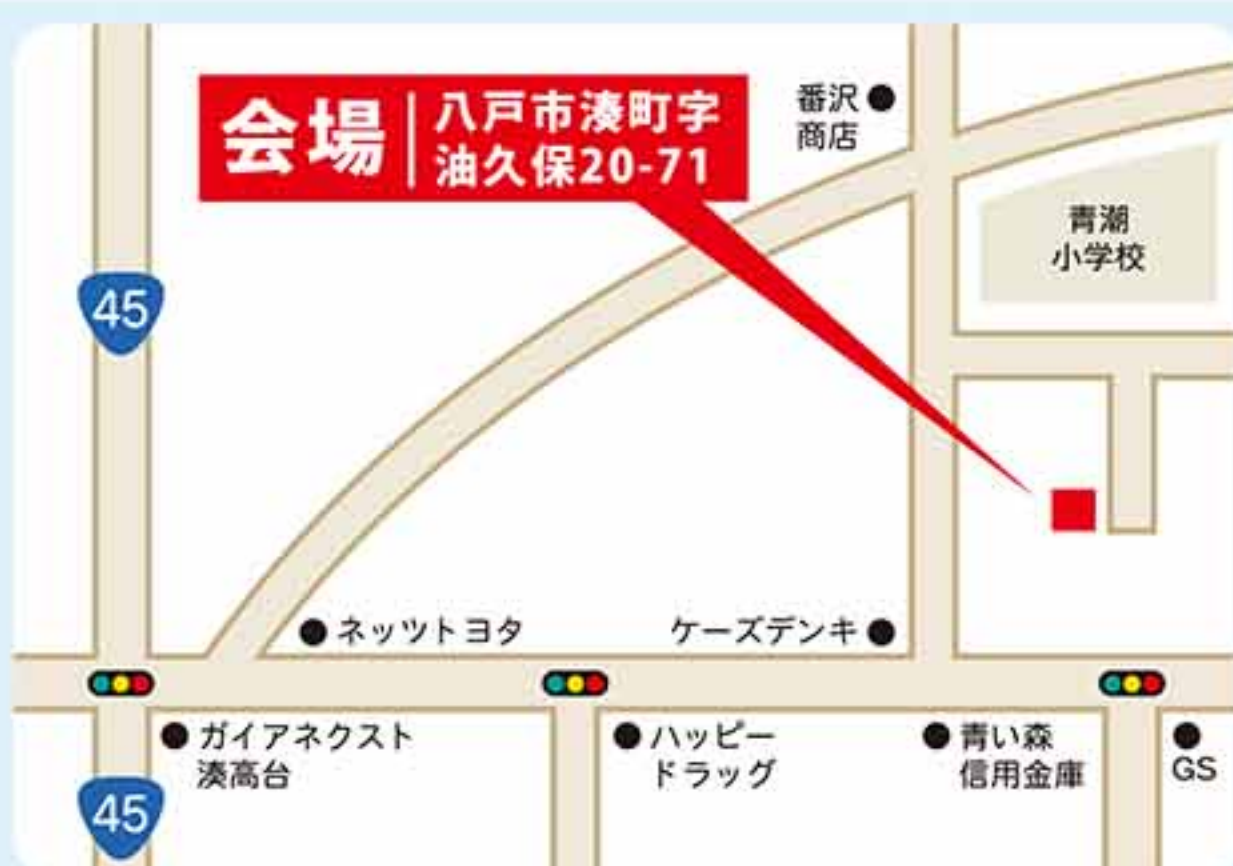 会場
八戸市湊町字
油久保20-71
番沢
商店
青潮
小学校
45
ネッツトヨタ
ケーズデンキ
ガイアネクスト
湊高台
ハッピー
ドラッグ
青い森
信用金庫
GS
45